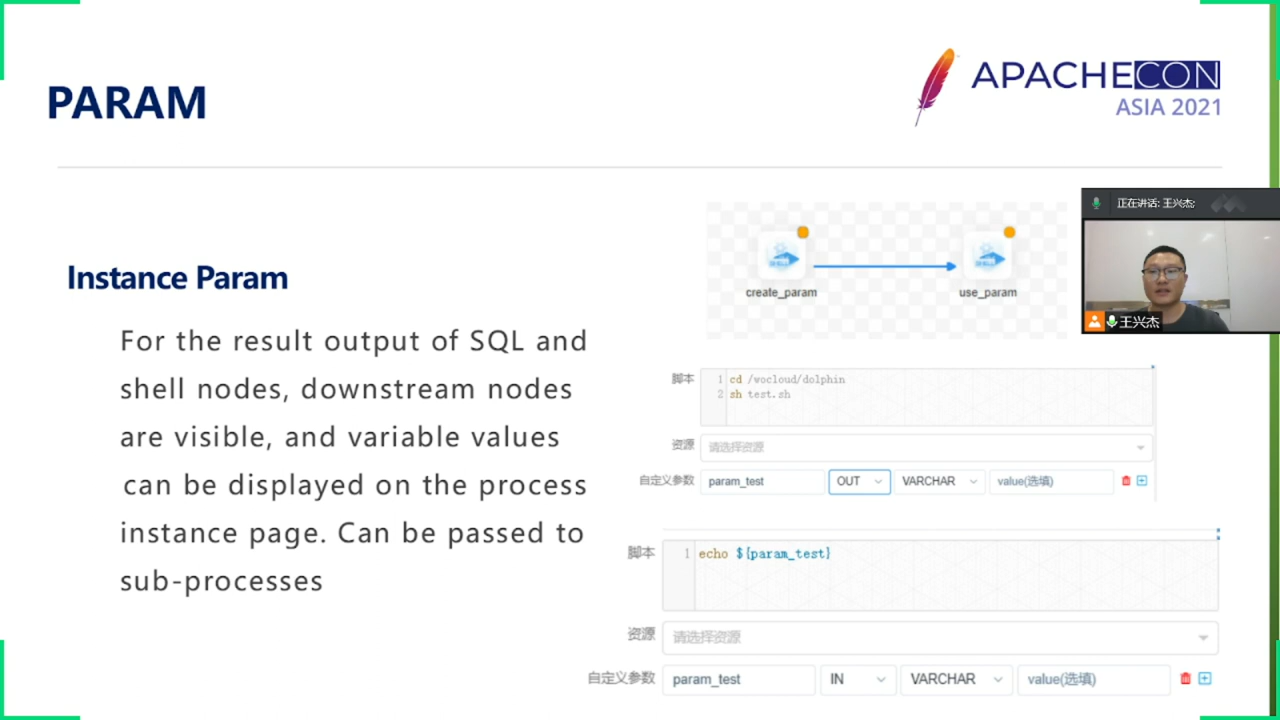 PARAM
APACHECON
ASIA 2021
正在讲话: 王兴杰;
王兴杰
Instance Param
For the result output of SQL and
shell nodes, downstream nodes
are visible, and variable values
can be displayed on the process
instance page. Can be passed to
sub-processes
create_param
use_param
脚本
1 cd /wocloud/dolphin
2 sh test.sh
资源 请选择资源
自定义参数 param_test OUT VARCHAR value(选填)
脚本 1 echo ${param_test}
资源 请选择资源
自定义参数 param_test IN VARCHAR value(选填)